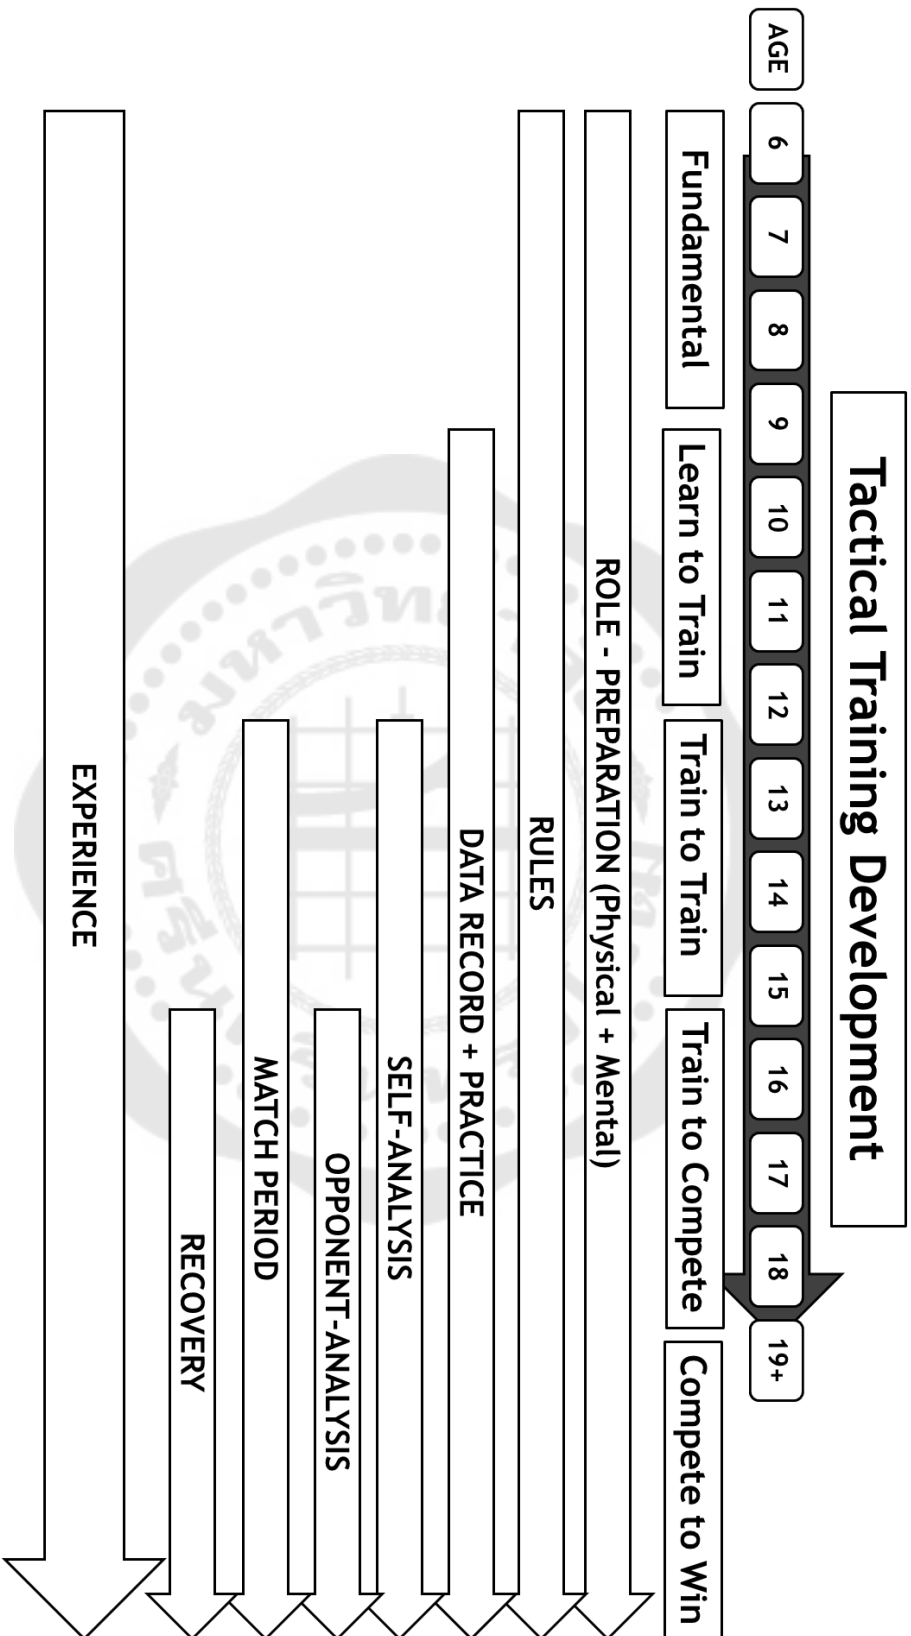 Tactical Training Development
AGE
6
7
8
9
10
11
12
13
14
15
16
17
18
19+
Fundamental
Learn to Train
Train to Train
Train to Compete
Compete to Win
ROLE - PREPARATION (Physical + Mental)
RULES
DATA RECORD + PRACTICE
SELF-ANALYSIS
OPPONENT-ANALYSIS
MATCH PERIOD
RECOVERY
EXPERIENCE